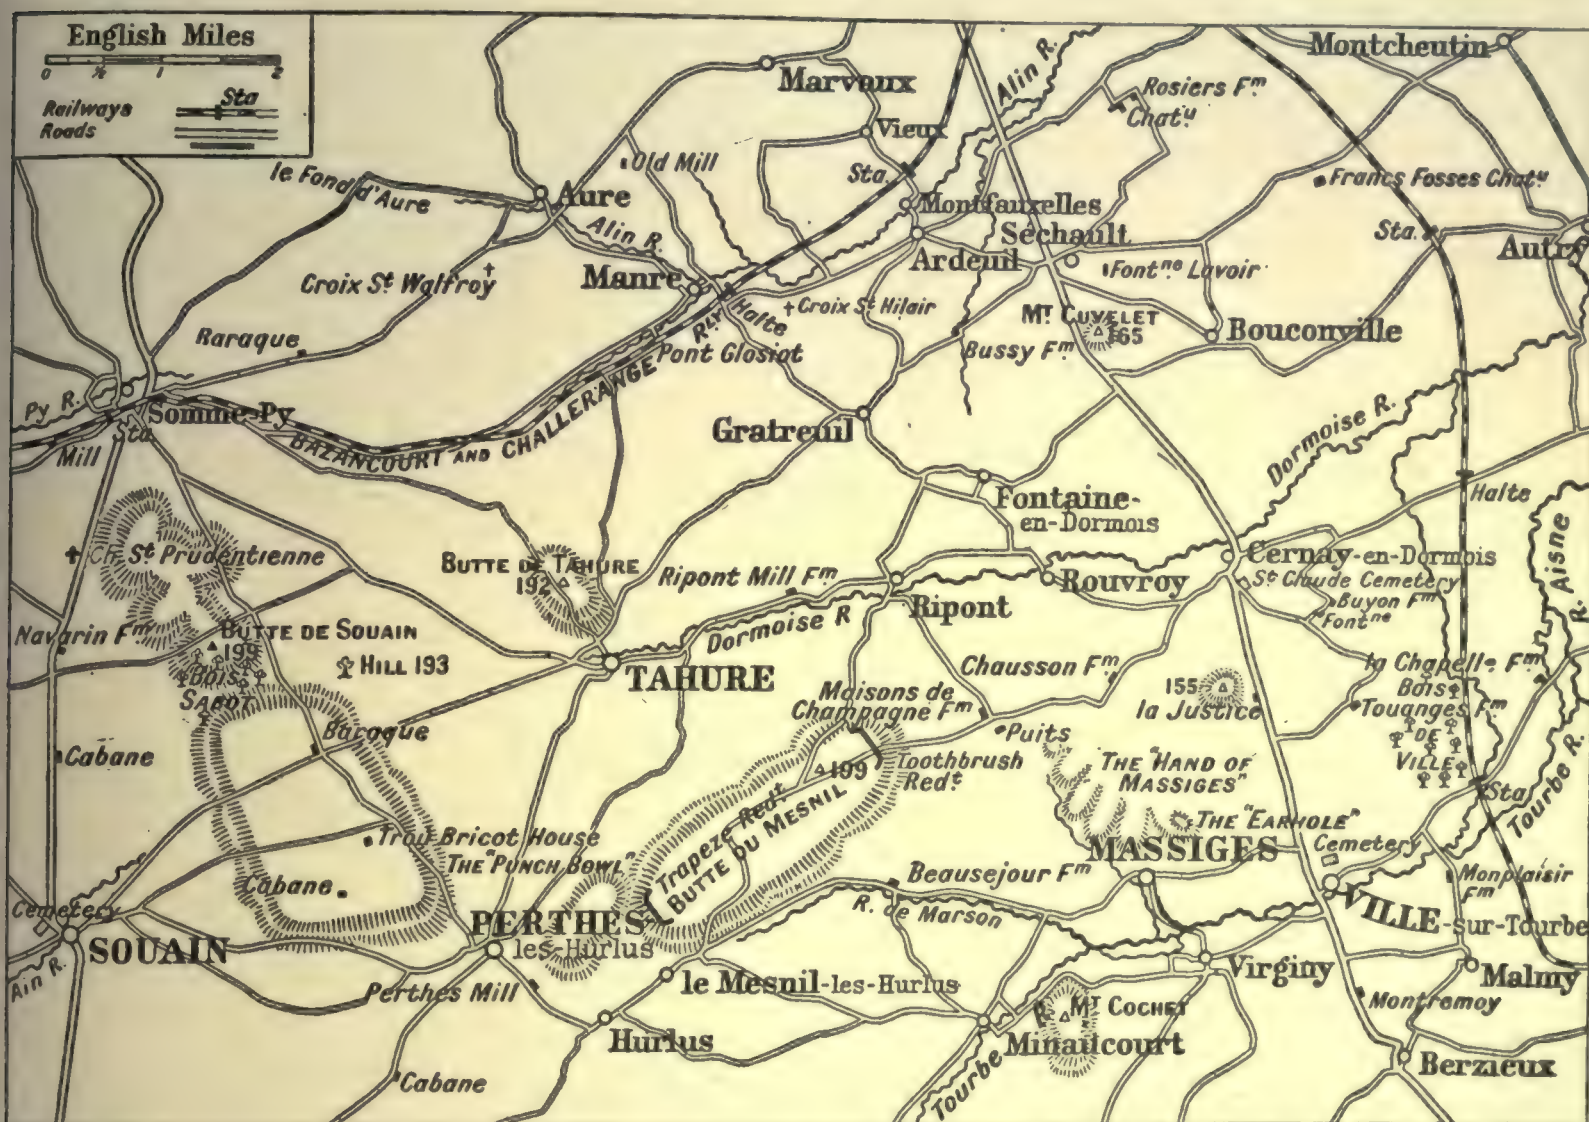 English Miles
0 ½ 1 2
Sta
Railways
Roads
Montcheutin
Marvaux
Alin R.
Rosiers Fm.
Chatu
Vieux
Old Mill
Sta.
le Fond d'Aure
Aure
Francs Fosses Chatu
Montfauxelles
Alin R.
Séchault
Sta.
Autry
Ardeuil
Fontne Lavoir
Croix St Walfroy
Manre
Croix St Hilair
Halte
Rly
Mt Cuvelet
165
Bouconville
Raraque
Pont Glosiot
Bussy Fm.
Py R.
Somme-Py
Sta.
Mill
BAZANCOURT AND CHALLERANGE
Gratreuil
Dormoise R.
Fontaine-
en-Dormois
Halte
Ch. St Prudentienne
BUTTE DE TAHURE
192
Ripont Mill Fm.
Cernay-en-Dormois
Rouvroy
St Claude Cemetery
Buyon Fm.
Fontne
R. Aisne
Ripont
Navarin Fm.
BUTTE DE SOUAIN
199
HILL 193
Dormoise R
Bois
SABOT
TAHURE
Chausson Fm.
la Chapelle Fm.
155
la Justice
Bois
DE
VILLE
Touanges Fm.
Maisons de
Champagne Fm.
Baraque
Puits
Cabane
199
Toothbrush
Redt.
THE "HAND OF
MASSIGES"
Sta.
Tourbe R.
THE "EARHOLE"
Trapeze Redt.
BUTTE DU MESNIL
Trou Bricot House
THE "PUNCH BOWL"
MASSIGES
Cemetery
Cabane
Beausejour Fm.
Monplaisir
Fm.
Cemetery
R. de Marson
VILLE-sur-Tourbe
SOUAIN
PERTHES
les-Hurlus
Ain R.
Perthes Mill
le Mesnil-les-Hurlus
Virginy
Malmy
R.
Mt COCHET
Montremoy
Hurlus
Minaucourt
Berzieux
Cabane
Tourbe